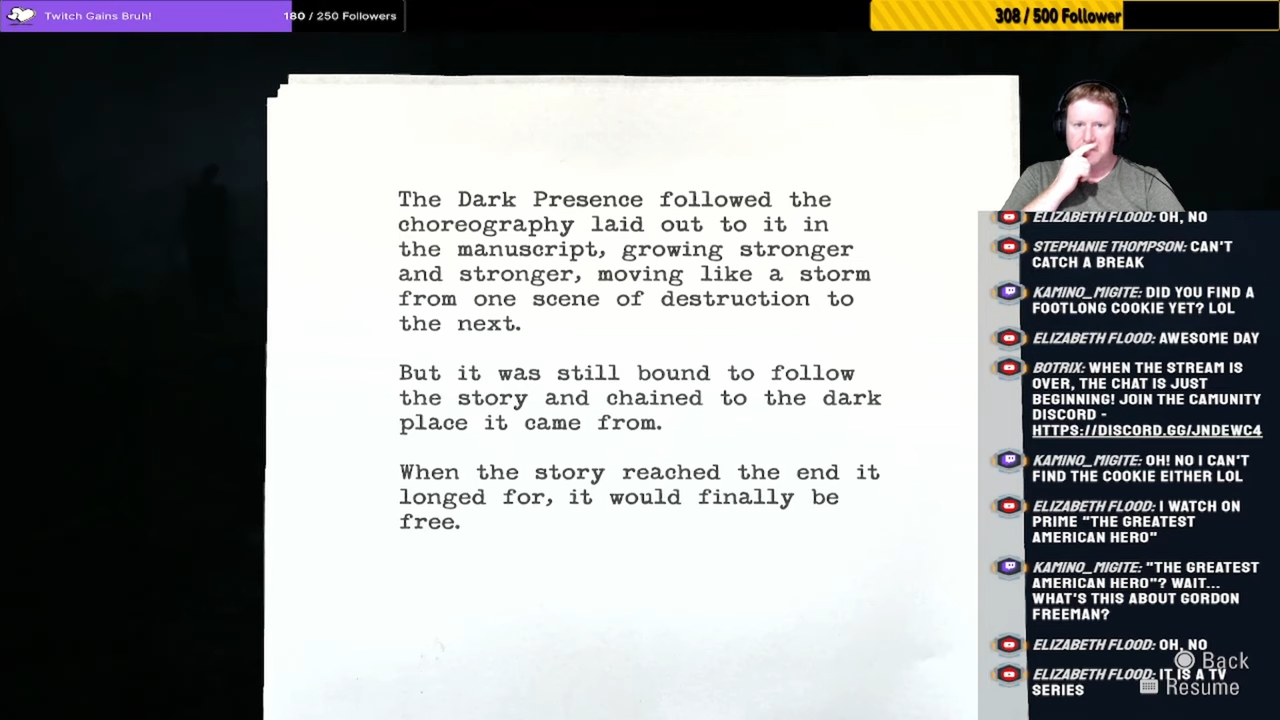 Twitch Gains Bruh!
180 / 250 Followers
308 / 500 Follower
The Dark Presence followed the
choreography laid out to it in
the manuscript, growing stronger
and stronger, moving like a storm
from one scene of destruction to
the next.
But it was still bound to follow
the story and chained to the dark
place it came from.
When the story reached the end it
longed for, it would finally be
free.
ELIZABETH FLOOD: OH, NO
STEPHANIE THOMPSON: CAN'T
CATCH A BREAK
KAMINO_MIGITE: DID YOU FIND A
FOOTLONG COOKIE YET? LOL
ELIZABETH FLOOD: AWESOME DAY
BOTRIX: WHEN THE STREAM IS
OVER, THE CHAT IS JUST
BEGINNING! JOIN THE CAMUNITY
DISCORD -
HTTPS://DISCORD.GG/JNDEWC4
KAMINO_MIGITE: OH! NO I CAN'T
FIND THE COOKIE EITHER LOL
ELIZABETH FLOOD: I WATCH ON
PRIME "THE GREATEST
AMERICAN HERO"
KAMINO_MIGITE: "THE GREATEST
AMERICAN HERO"? WAIT...
WHAT'S THIS ABOUT GORDON
FREEMAN?
ELIZABETH FLOOD: OH, NO
ELIZABETH FLOOD: IT IS A TV
SERIES
Back
Resume